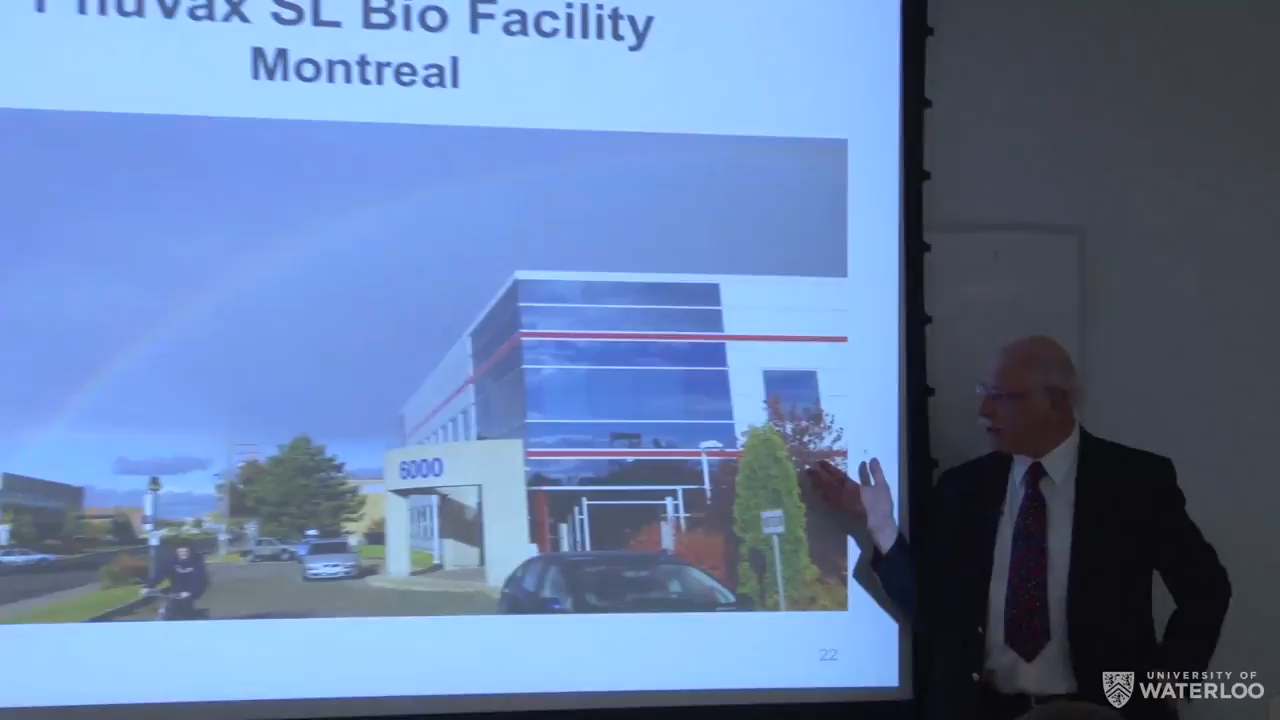 SL Bio Facility
Montreal
6000
22
UNIVERSITY OF
WATERLOO